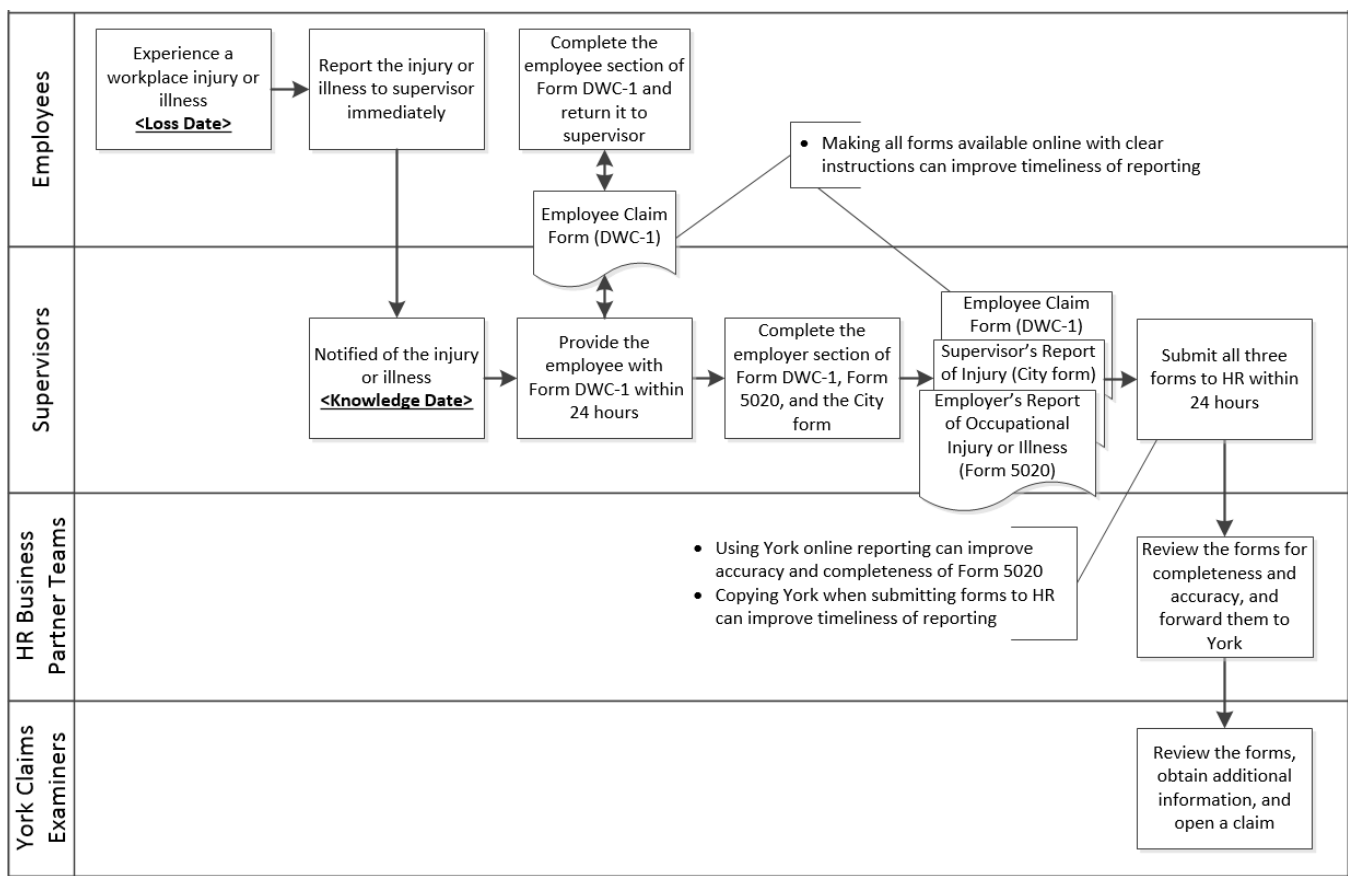 Employees
Experience a
workplace injury or
illness
<Loss Date>
Report the injury or
illness to supervisor
immediately
Complete the
employee section of
Form DWC-1 and
return it to
supervisor
• Making all forms available online with clear
instructions can improve timeliness of reporting
Employee Claim
Form (DWC-1)
Supervisors
Notified of the injury
or illness
<Knowledge Date>
Provide the
employee with
Form DWC-1 within
24 hours
Complete the
employer section of
Form DWC-1, Form
5020, and the City
form
Employee Claim
Form (DWC-1)
Supervisor's Report
of Injury (City form)
Employer's Report
of Occupational
Injury or Illness
(Form 5020)
Submit all three
forms to HR within
24 hours
HR Business
Partner Teams
• Using York online reporting can improve
accuracy and completeness of Form 5020
• Copying York when submitting forms to HR
can improve timeliness of reporting
Review the forms for
completeness and
accuracy, and
forward them to
York
York Claims
Examiners
Review the forms,
obtain additional
information, and
open a claim